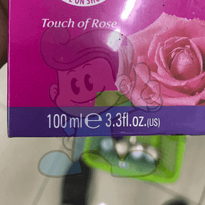 Touch of Rose
100 ml e 3.3fl.oz.(US)